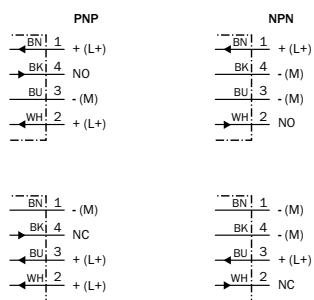 PNP
BN 1 + (L+)
BK 4 NO
BU 3 - (M)
WH 2 + (L+)
NPN
BN 1 + (L+)
BK 4 - (M)
BU 3 - (M)
WH 2 NO
BN 1 - (M)
BK 4 NC
BU 3 + (L+)
WH 2 + (L+)
BN 1 - (M)
BK 4 - (M)
BU 3 + (L+)
WH 2 NC